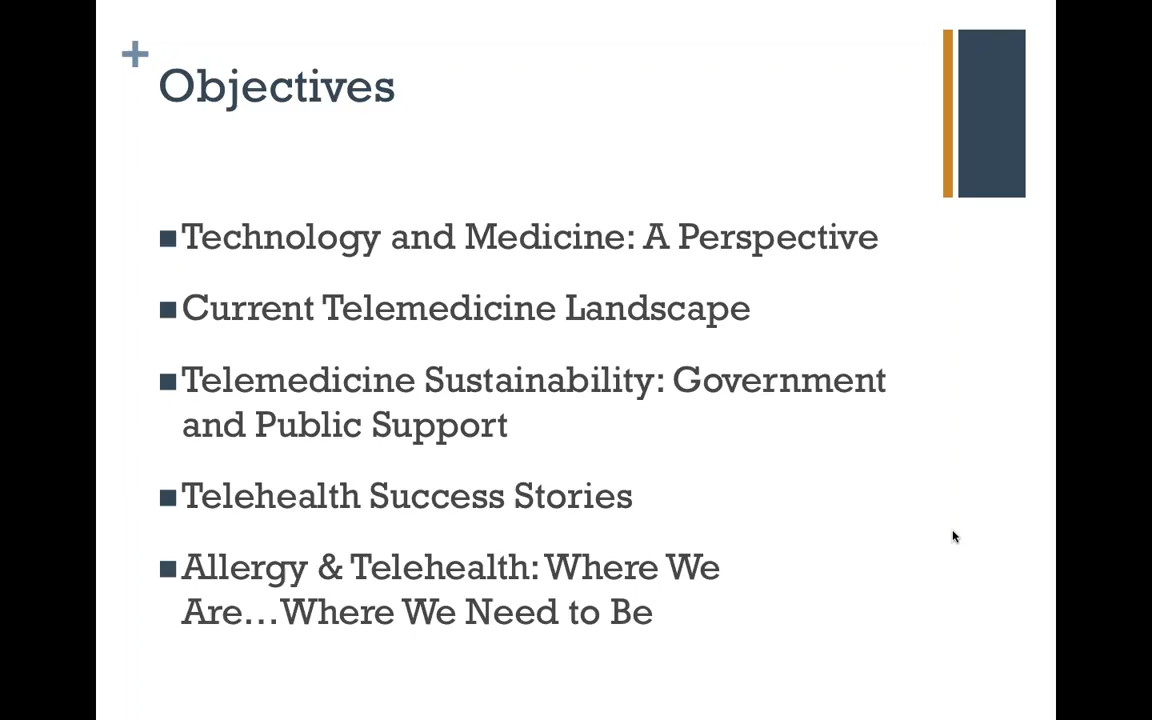 +
Objectives
■Technology and Medicine: A Perspective
■Current Telemedicine Landscape
■Telemedicine Sustainability: Government
and Public Support
■Telehealth Success Stories
■Allergy & Telehealth: Where We
Are...Where We Need to Be